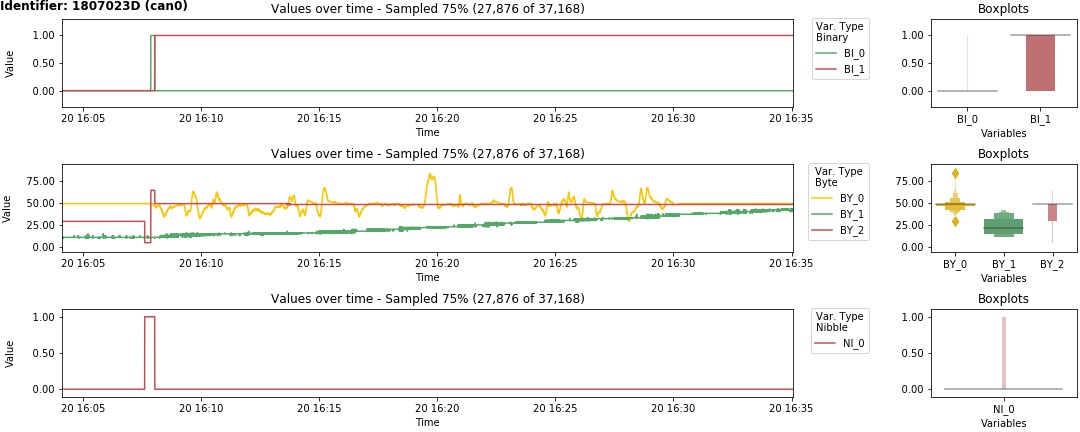 Identifier: 1807023D (can0)
Values over time - Sampled 75% (27,876 of 37,168)
Value
1.00
0.50
0.00
20 16:05 20 16:10 20 16:15 20 16:20 20 16:25 20 16:30 20 16:35
Time
Var. Type
Binary
BI_0
BI_1
Boxplots
1.00
0.50
0.00
BI_0 BI_1
Variables
Values over time - Sampled 75% (27,876 of 37,168)
Value
75.00
50.00
25.00
0.00
20 16:05 20 16:10 20 16:15 20 16:20 20 16:25 20 16:30 20 16:35
Time
Var. Type
Byte
BY_0
BY_1
BY_2
Boxplots
75.00
50.00
25.00
0.00
BY_0 BY_1 BY_2
Variables
Values over time - Sampled 75% (27,876 of 37,168)
Value
1.00
0.50
0.00
20 16:05 20 16:10 20 16:15 20 16:20 20 16:25 20 16:30 20 16:35
Time
Var. Type
Nibble
NI_0
Boxplots
1.00
0.50
0.00
NI_0
Variables